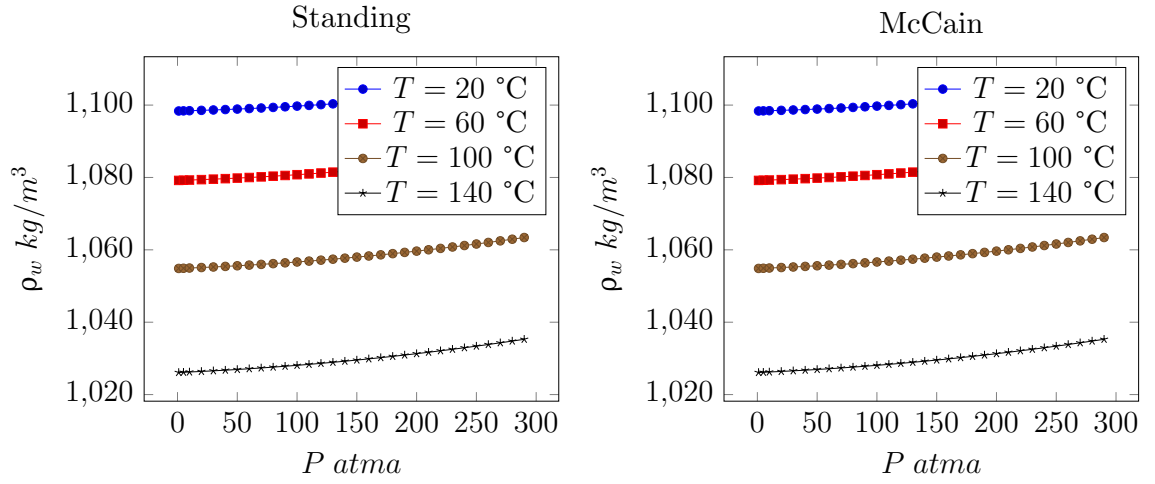 Standing
1,100
1,080
1,060
1,040
1,020
ρw kg/m³
T = 20 °C
T = 60 °C
T = 100 °C
T = 140 °C
0 50 100 150 200 250 300
P atma
McCain
1,100
1,080
1,060
1,040
1,020
ρw kg/m³
T = 20 °C
T = 60 °C
T = 100 °C
T = 140 °C
0 50 100 150 200 250 300
P atma